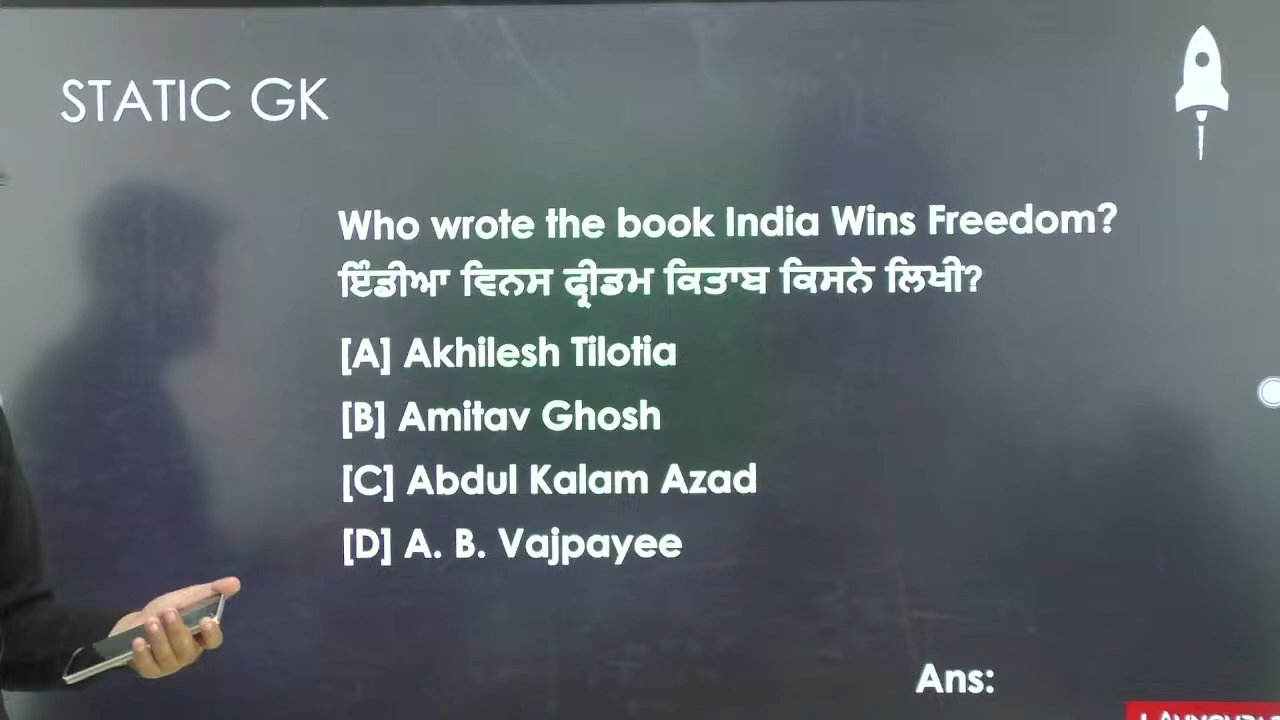 STATIC GK
Who wrote the book India Wins Freedom?
ਇੰਡੀਆ ਵਿਨਸ ਫ੍ਰੀਡਮ ਕਿਤਾਬ ਕਿਸਨੇ ਲਿਖੀ?
[A] Akhilesh Tilotia
[B] Amitav Ghosh
[C] Abdul Kalam Azad
[D] A. B. Vajpayee
Ans: